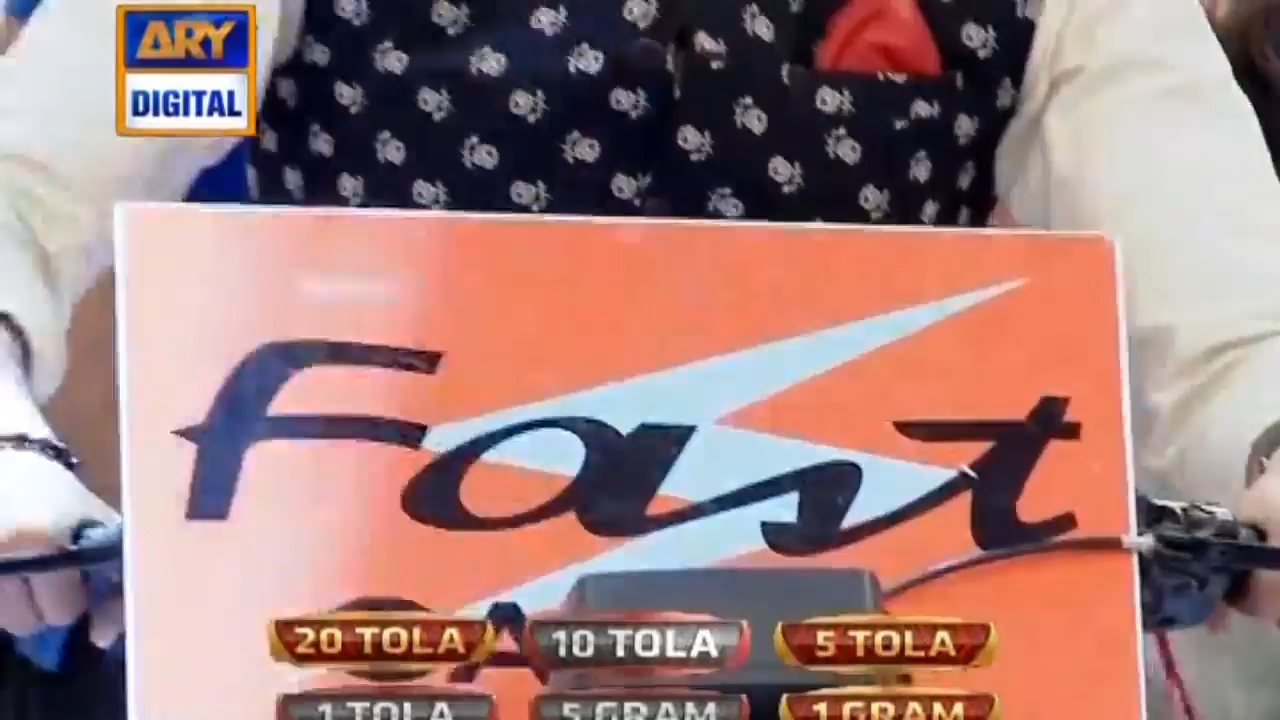 ARY
DIGITAL
Fast
20 TOLA
10 TOLA
5 TOLA
1 TOLA
5 GRAM
1 GRAM